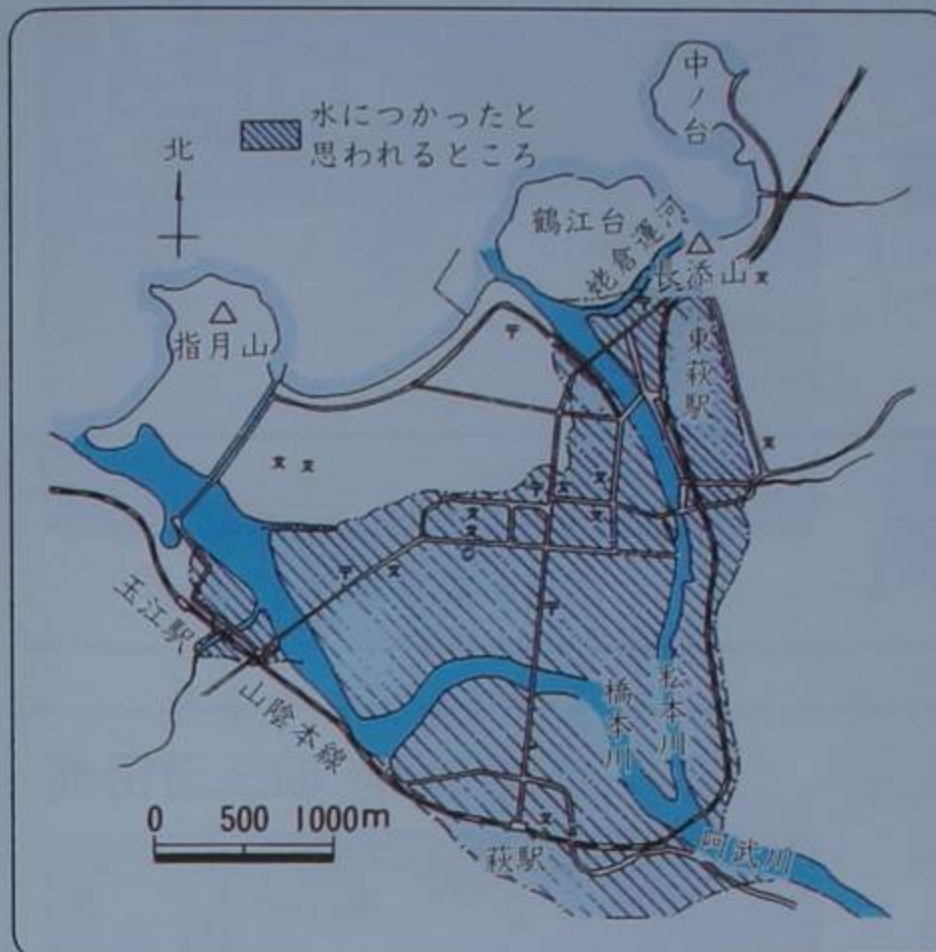 水につかったと
思われるところ
北
中ノ台
鶴江台
姥倉運河
長添山
指月山
東萩駅
玉江駅
山陰本線
橋本川
松本川
阿武川
萩駅
0 500 1000m